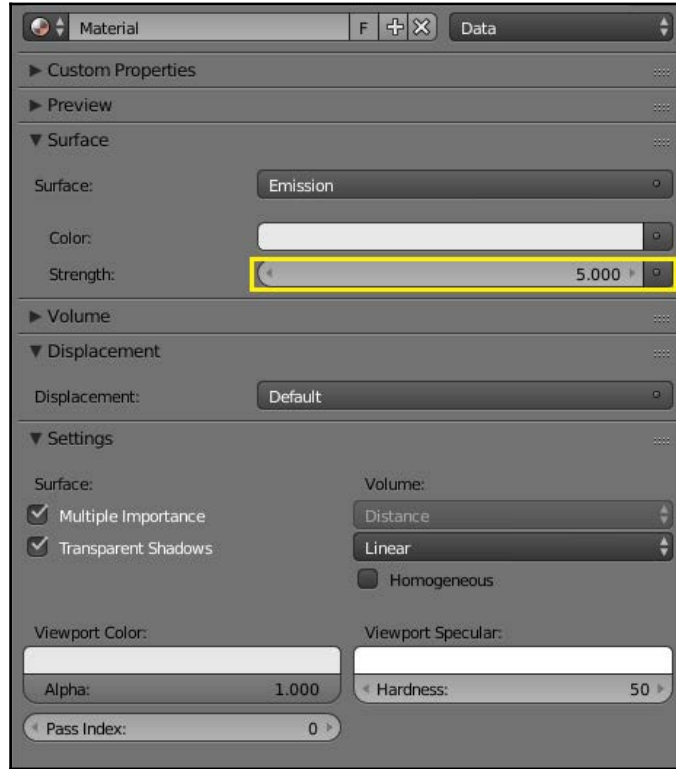 Material F Data
Custom Properties
Preview
Surface
Surface: Emission
Color:
Strength: 5.000
Volume
Displacement
Displacement: Default
Settings
Surface: Volume:
Multiple Importance Distance
Transparent Shadows Linear
Homogeneous
Viewport Color: Viewport Specular:
Alpha: 1.000 Hardness: 50
Pass Index: 0